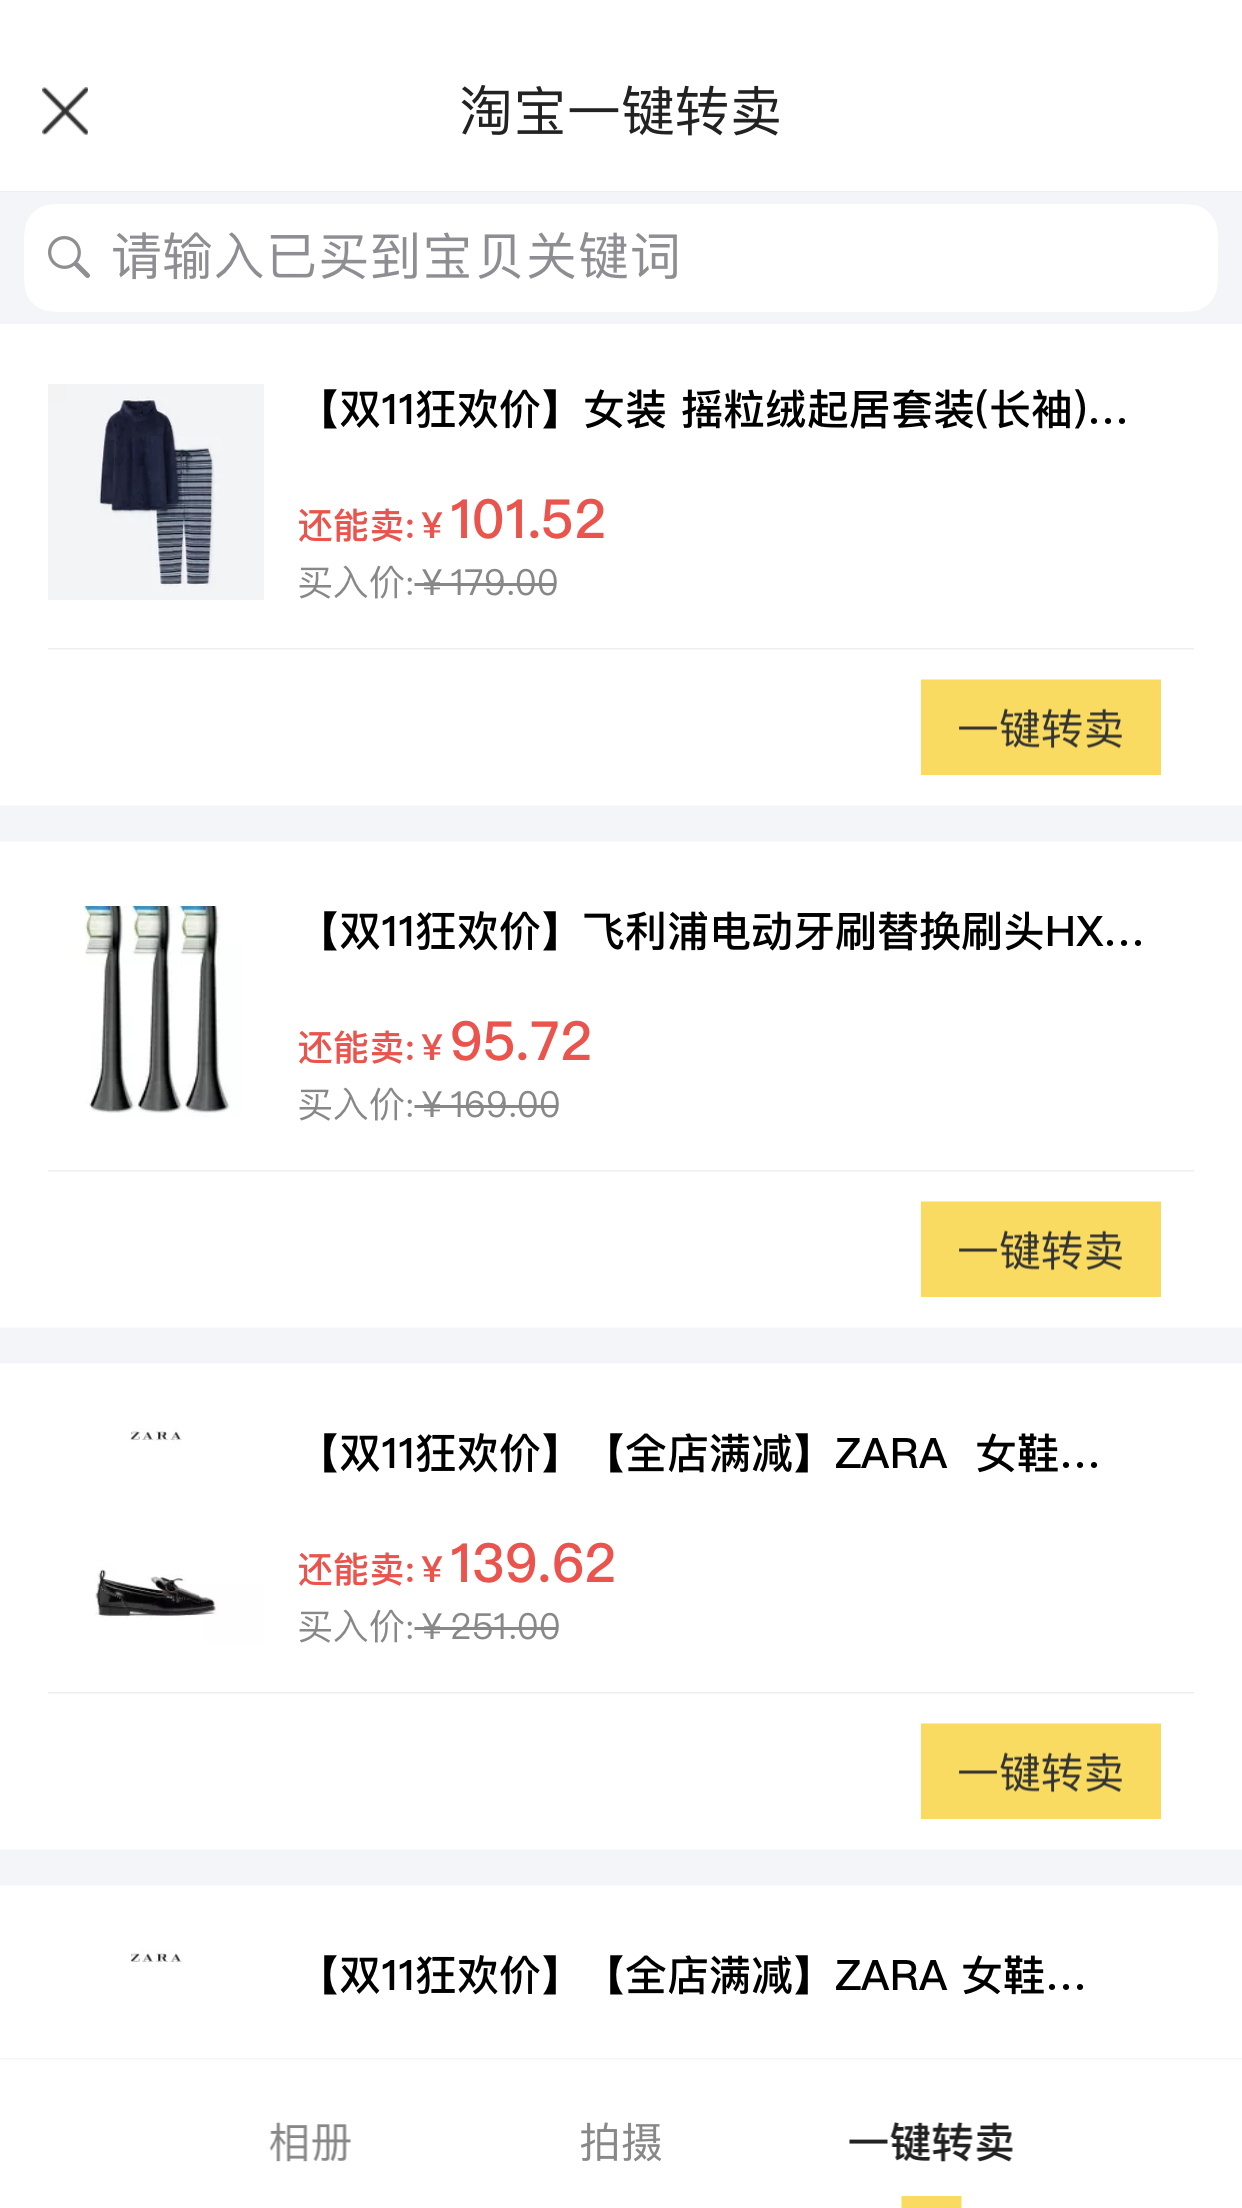 淘宝一键转卖
请输入已买到宝贝关键词
【双11狂欢价】女装 摇粒绒起居套装(长袖)...
还能卖:¥101.52
买入价:¥179.00
一键转卖
【双11狂欢价】飞利浦电动牙刷替换刷头HX...
还能卖:¥95.72
买入价:¥169.00
一键转卖
ZARA
【双11狂欢价】【全店满减】ZARA 女鞋...
还能卖:¥139.62
买入价:¥251.00
一键转卖
ZARA
【双11狂欢价】【全店满减】ZARA 女鞋...
相册 拍摄 一键转卖